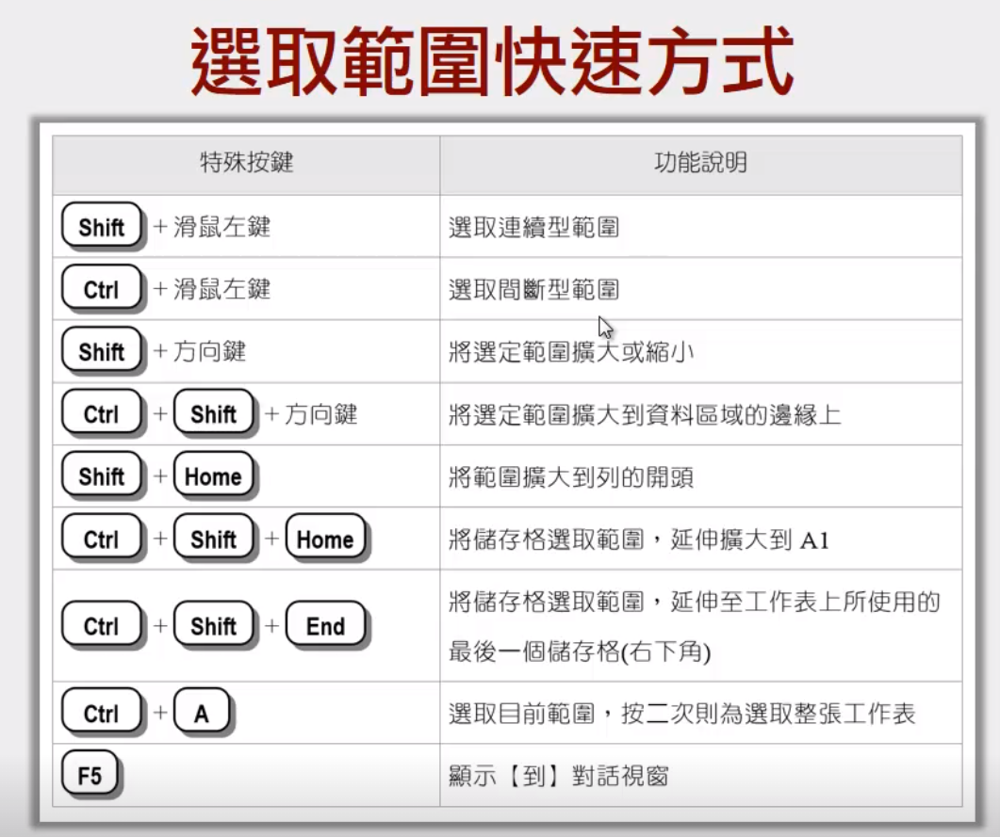 選取範圍快速方式
特殊按鍵 功能說明
Shift + 滑鼠左鍵 選取連續型範圍
Ctrl + 滑鼠左鍵 選取間斷型範圍
Shift + 方向鍵 將選定範圍擴大或縮小
Ctrl + Shift + 方向鍵 將選定範圍擴大到資料區域的邊緣上
Shift + Home 將範圍擴大到列的開頭
Ctrl + Shift + Home 將儲存格選取範圍，延伸擴大到 A1
Ctrl + Shift + End 將儲存格選取範圍，延伸至工作表上所使用的
最後一個儲存格(右下角)
Ctrl + A 選取目前範圍，按二次則為選取整張工作表
F5 顯示【到】對話視窗